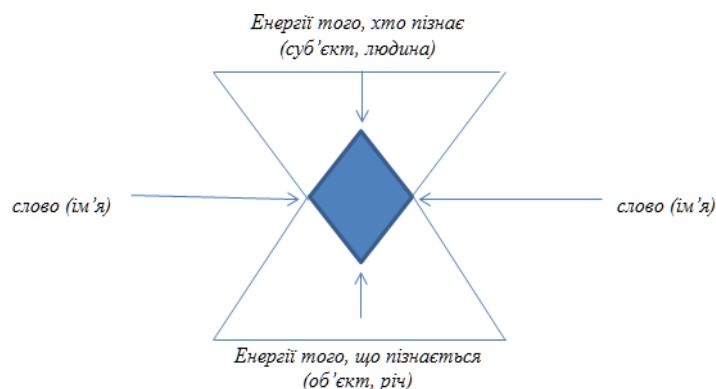 Енергії того, хто пізнає
(суб’єкт, людина)
слово (ім’я)
слово (ім’я)
Енергії того, що пізнається
(об’єкт, річ)